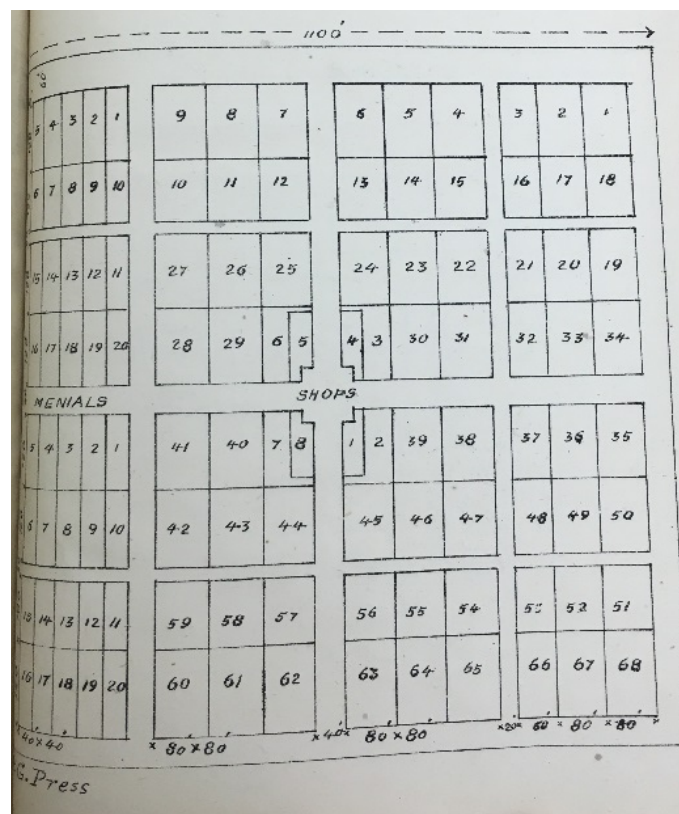 1100'
5 4 3 2 1 9 8 7 6 5 4 3 2 1
6 7 8 9 10 10 11 12 13 14 15 16 17 18
15 14 13 12 11 27 26 25 24 23 22 21 20 19
16 17 18 19 20 28 29 6 5 4 3 30 31 32 33 34
MENIALS SHOPS
5 4 3 2 1 41 40 7 8 1 2 39 38 37 36 35
6 7 8 9 10 42 43 44 45 46 47 48 49 50
15 14 13 12 11 59 58 57 56 55 54 53 52 51
16 17 18 19 20 60 61 62 63 64 65 66 67 68
×40×40 × 80×80 ×40× 80×80 ×20× 80 × 80 × 80 ×
G. Press